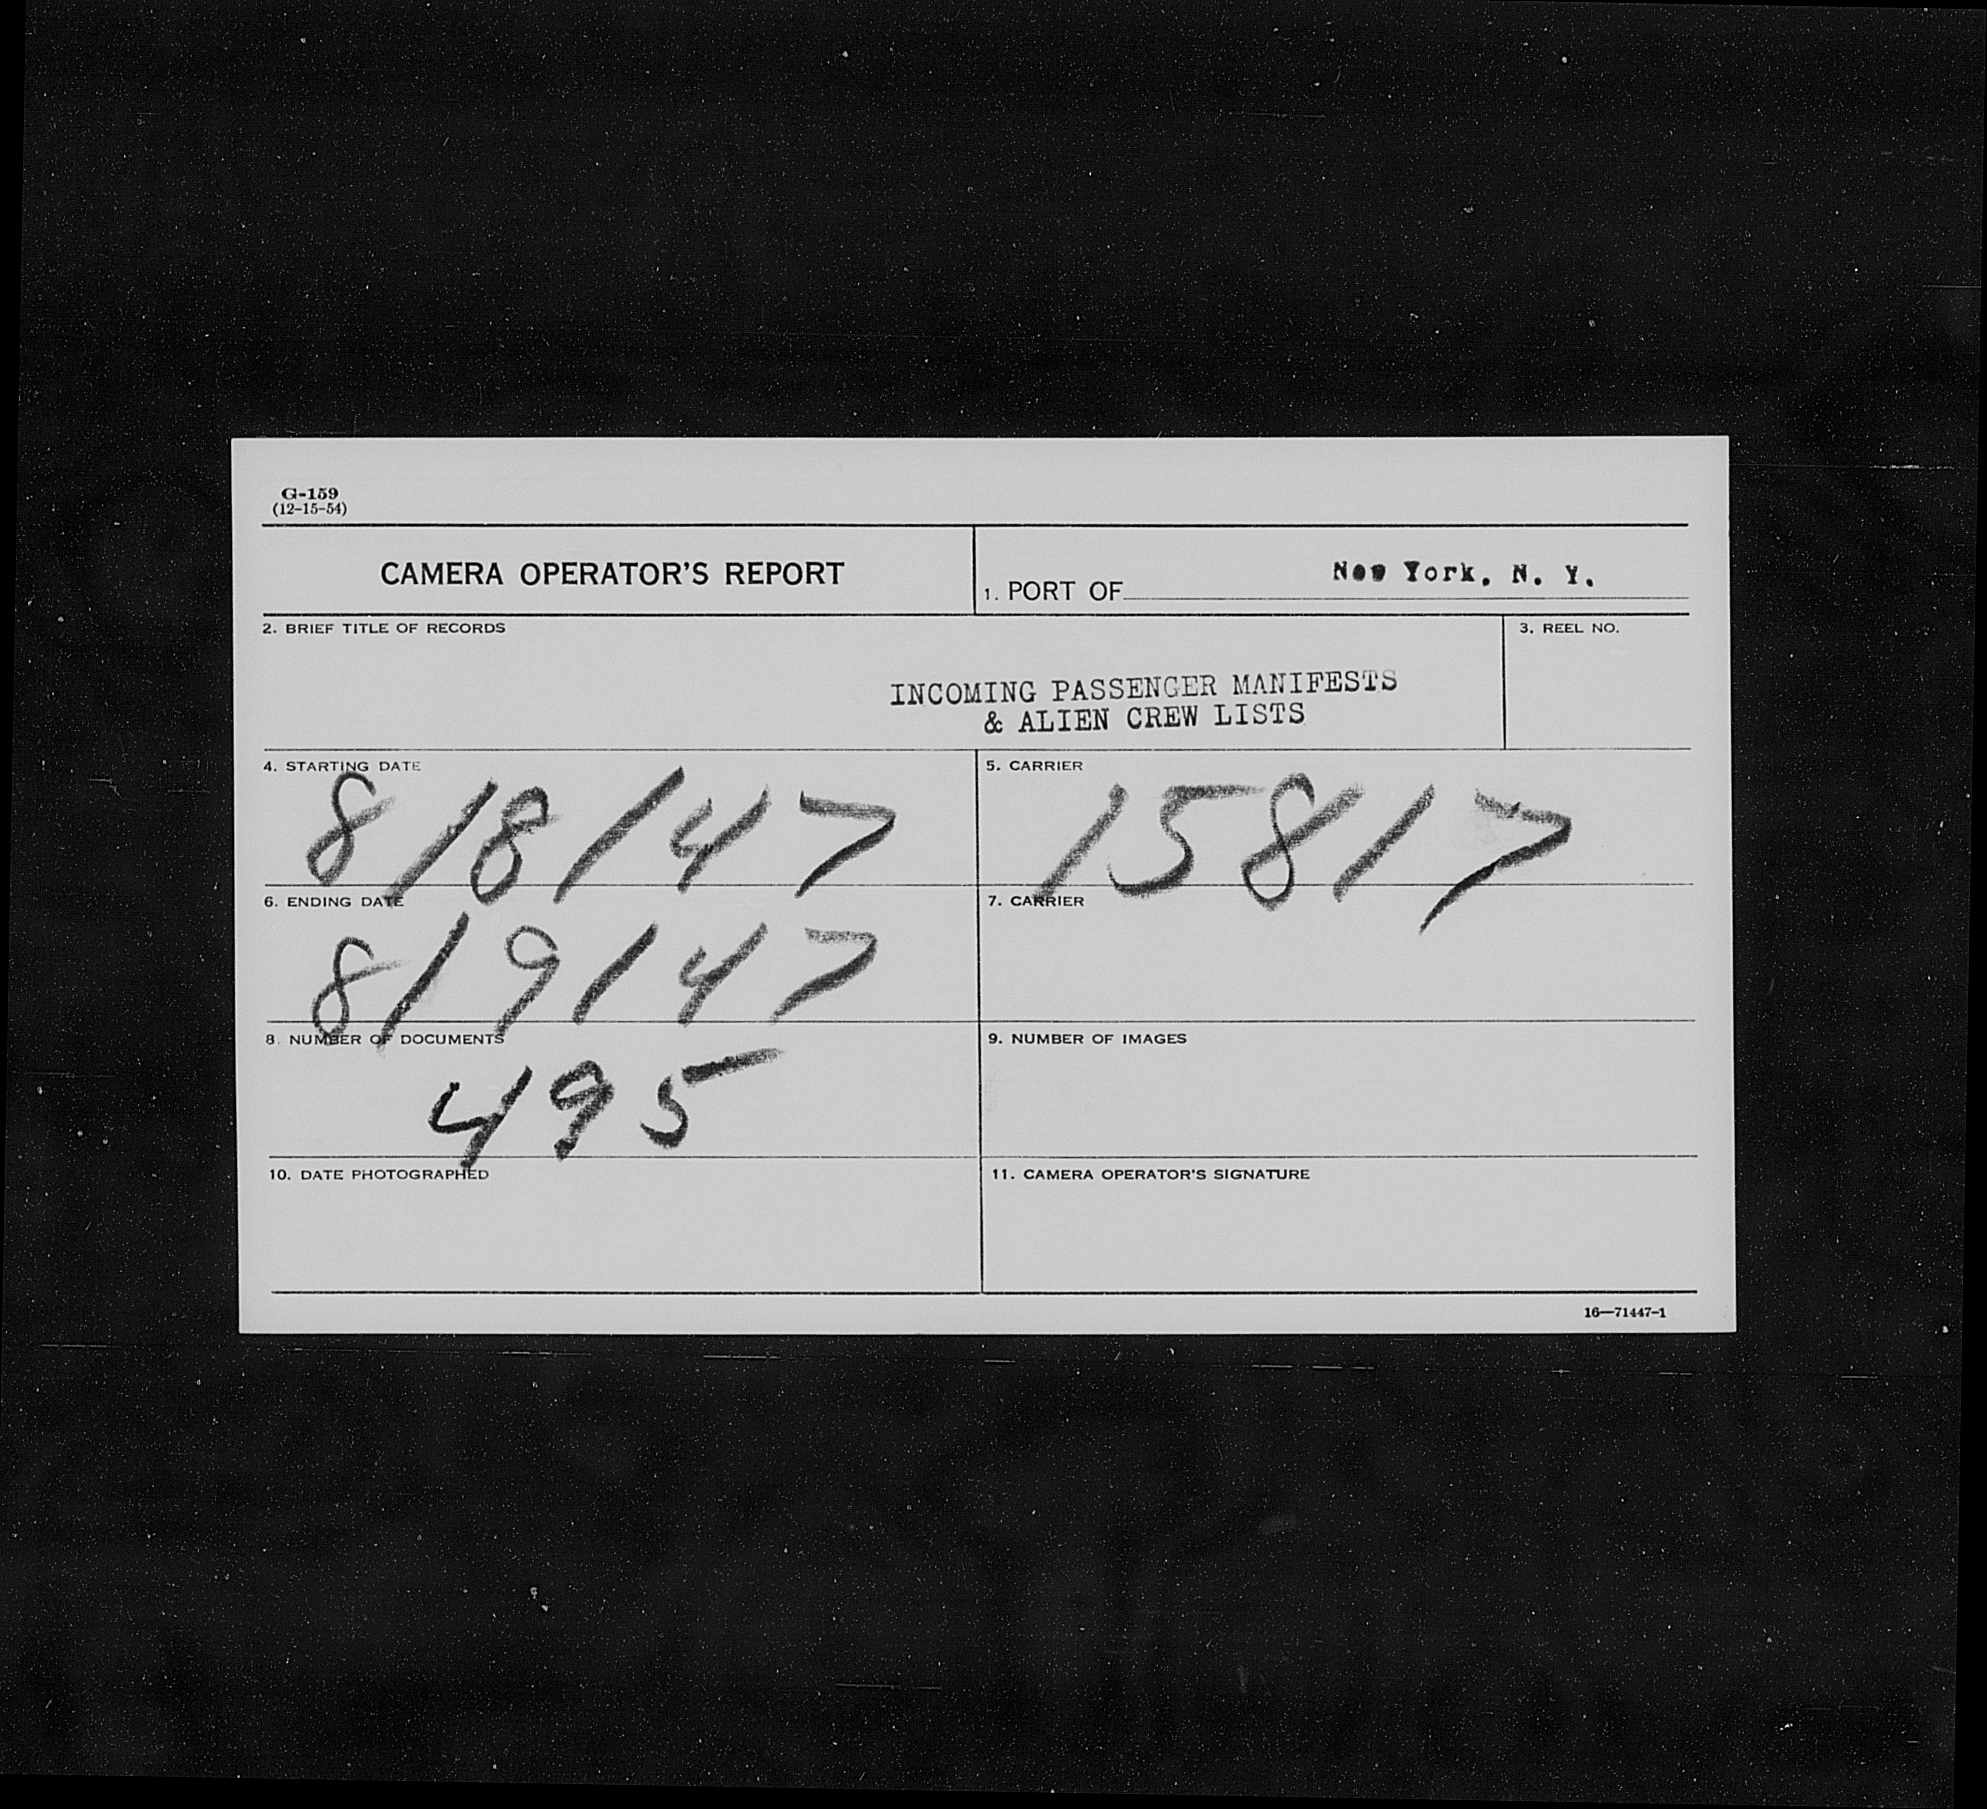 G-159
(12-15-54)
CAMERA OPERATOR'S REPORT
1. PORT OF New York, N. Y.
2. BRIEF TITLE OF RECORDS
3. REEL NO.
INCOMING PASSENGER MANIFESTS
& ALIEN CREW LISTS
4. STARTING DATE
8/8/47
5. CARRIER
15817
6. ENDING DATE
8/9/47
7. CARRIER
8. NUMBER OF DOCUMENTS
495
9. NUMBER OF IMAGES
10. DATE PHOTOGRAPHED
11. CAMERA OPERATOR'S SIGNATURE
16—71447-1